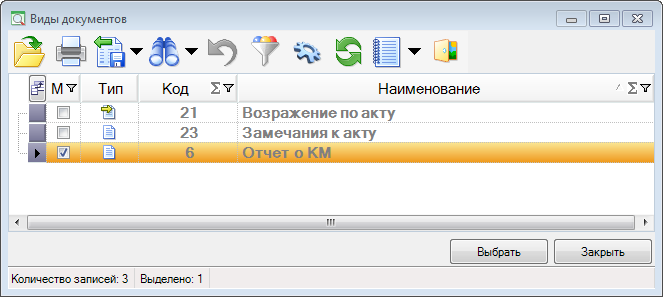 Виды документов
М Тип Код Σ Наименование Σ
21 Возражение по акту
23 Замечания к акту
6 Отчет о КМ
Выбрать Закрыть
Количество записей: 3 Выделено: 1